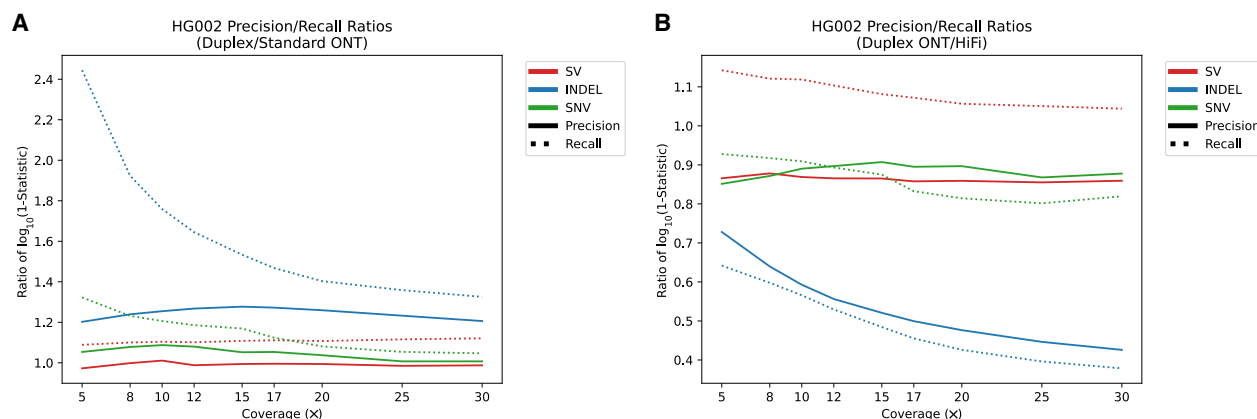 A
HG002 Precision/Recall Ratios
(Duplex/Standard ONT)
Ratio of log10(1-Statistic)
2.4
2.2
2.0
1.8
1.6
1.4
1.2
1.0
5
8
10
12
15
17
20
25
30
Coverage (×)
SV
INDEL
SNV
Precision
Recall
B
HG002 Precision/Recall Ratios
(Duplex ONT/HiFi)
Ratio of log10(1-Statistic)
1.1
1.0
0.9
0.8
0.7
0.6
0.5
0.4
5
8
10
12
15
17
20
25
30
Coverage (×)
SV
INDEL
SNV
Precision
Recall